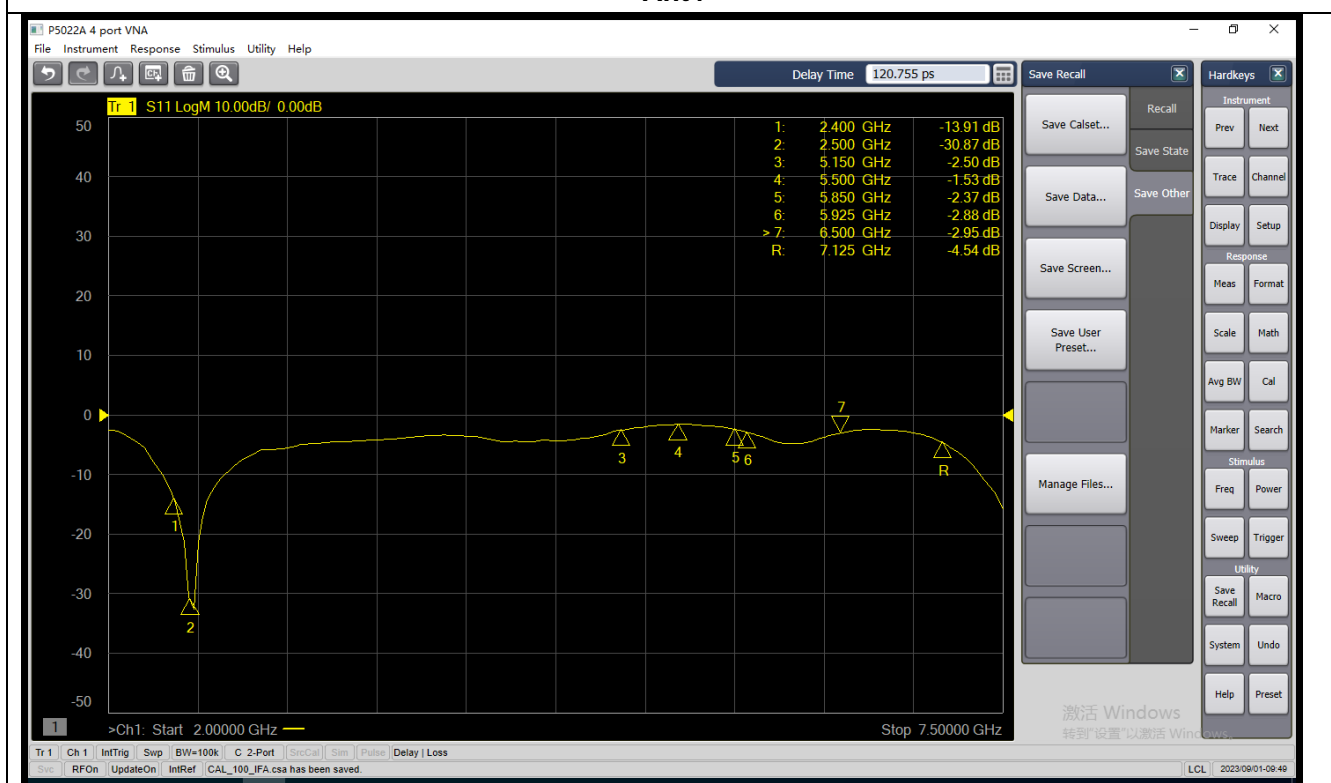 P5022A 4 port VNA
File Instrument Response Stimulus Utility Help
Delay Time 120.755 ps
Tr 1 S11 LogM 10.00dB/ 0.00dB
50
40
30
20
10
0
-10
-20
-30
-40
-50
1: 2.400 GHz -13.91 dB
2: 2.500 GHz -30.87 dB
3: 5.150 GHz -2.50 dB
4: 5.500 GHz -1.53 dB
5: 5.850 GHz -2.37 dB
6: 5.925 GHz -2.88 dB
> 7: 6.500 GHz -2.95 dB
R: 7.125 GHz -4.54 dB
1
2
3
4
5 6
7
R
1 >Ch1: Start 2.00000 GHz Stop 7.50000 GHz
Save Recall
Save Calset...
Save Data...
Save Screen...
Save User
Preset...
Manage Files...
Recall
Save State
Save Other
Hardkeys
Instrument
Prev Next
Trace Channel
Display Setup
Response
Meas Format
Scale Math
Avg BW Cal
Marker Search
Stimulus
Freq Power
Sweep Trigger
Utility
Save
Recall Macro
System Undo
Help Preset
激活 Windows
转到"设置"以激活 Windows。
Tr 1 Ch 1 IntTrig Swp BW=100k C 2-Port SrcCal Sim Pulse Delay | Loss
Svc RFOn UpdateOn IntRef CAL_100_IFA.csa has been saved. LCL 2023/09/01-09:49